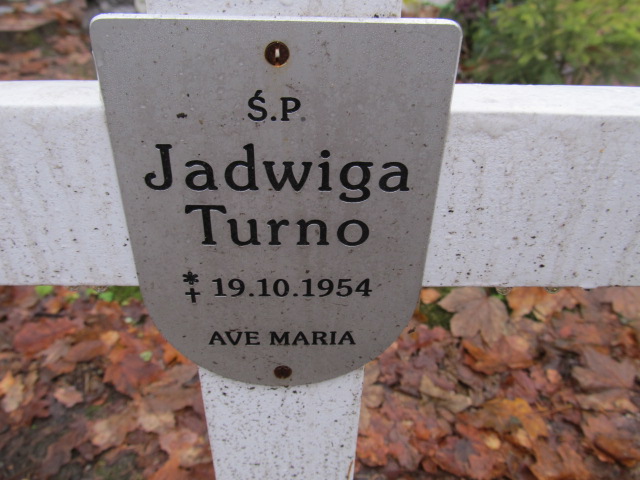 Ś.P.
Jadwiga
Turno
*† 19.10.1954
AVE MARIA